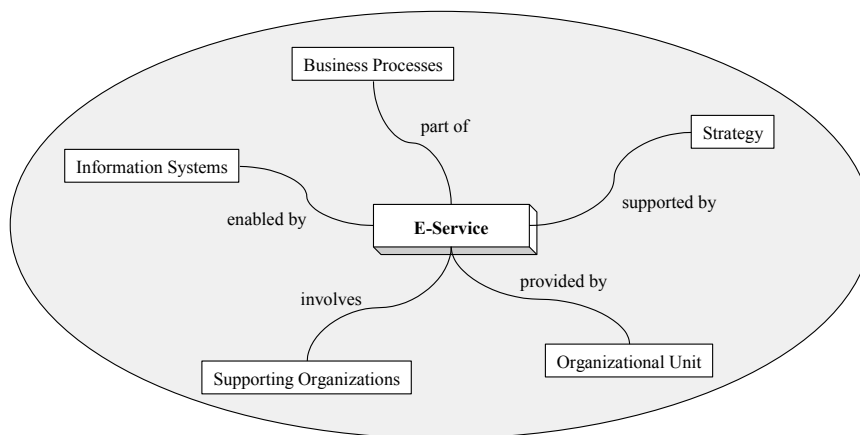 Business Processes
part of
Strategy
Information Systems
supported by
enabled by
E-Service
provided by
involves
Organizational Unit
Supporting Organizations